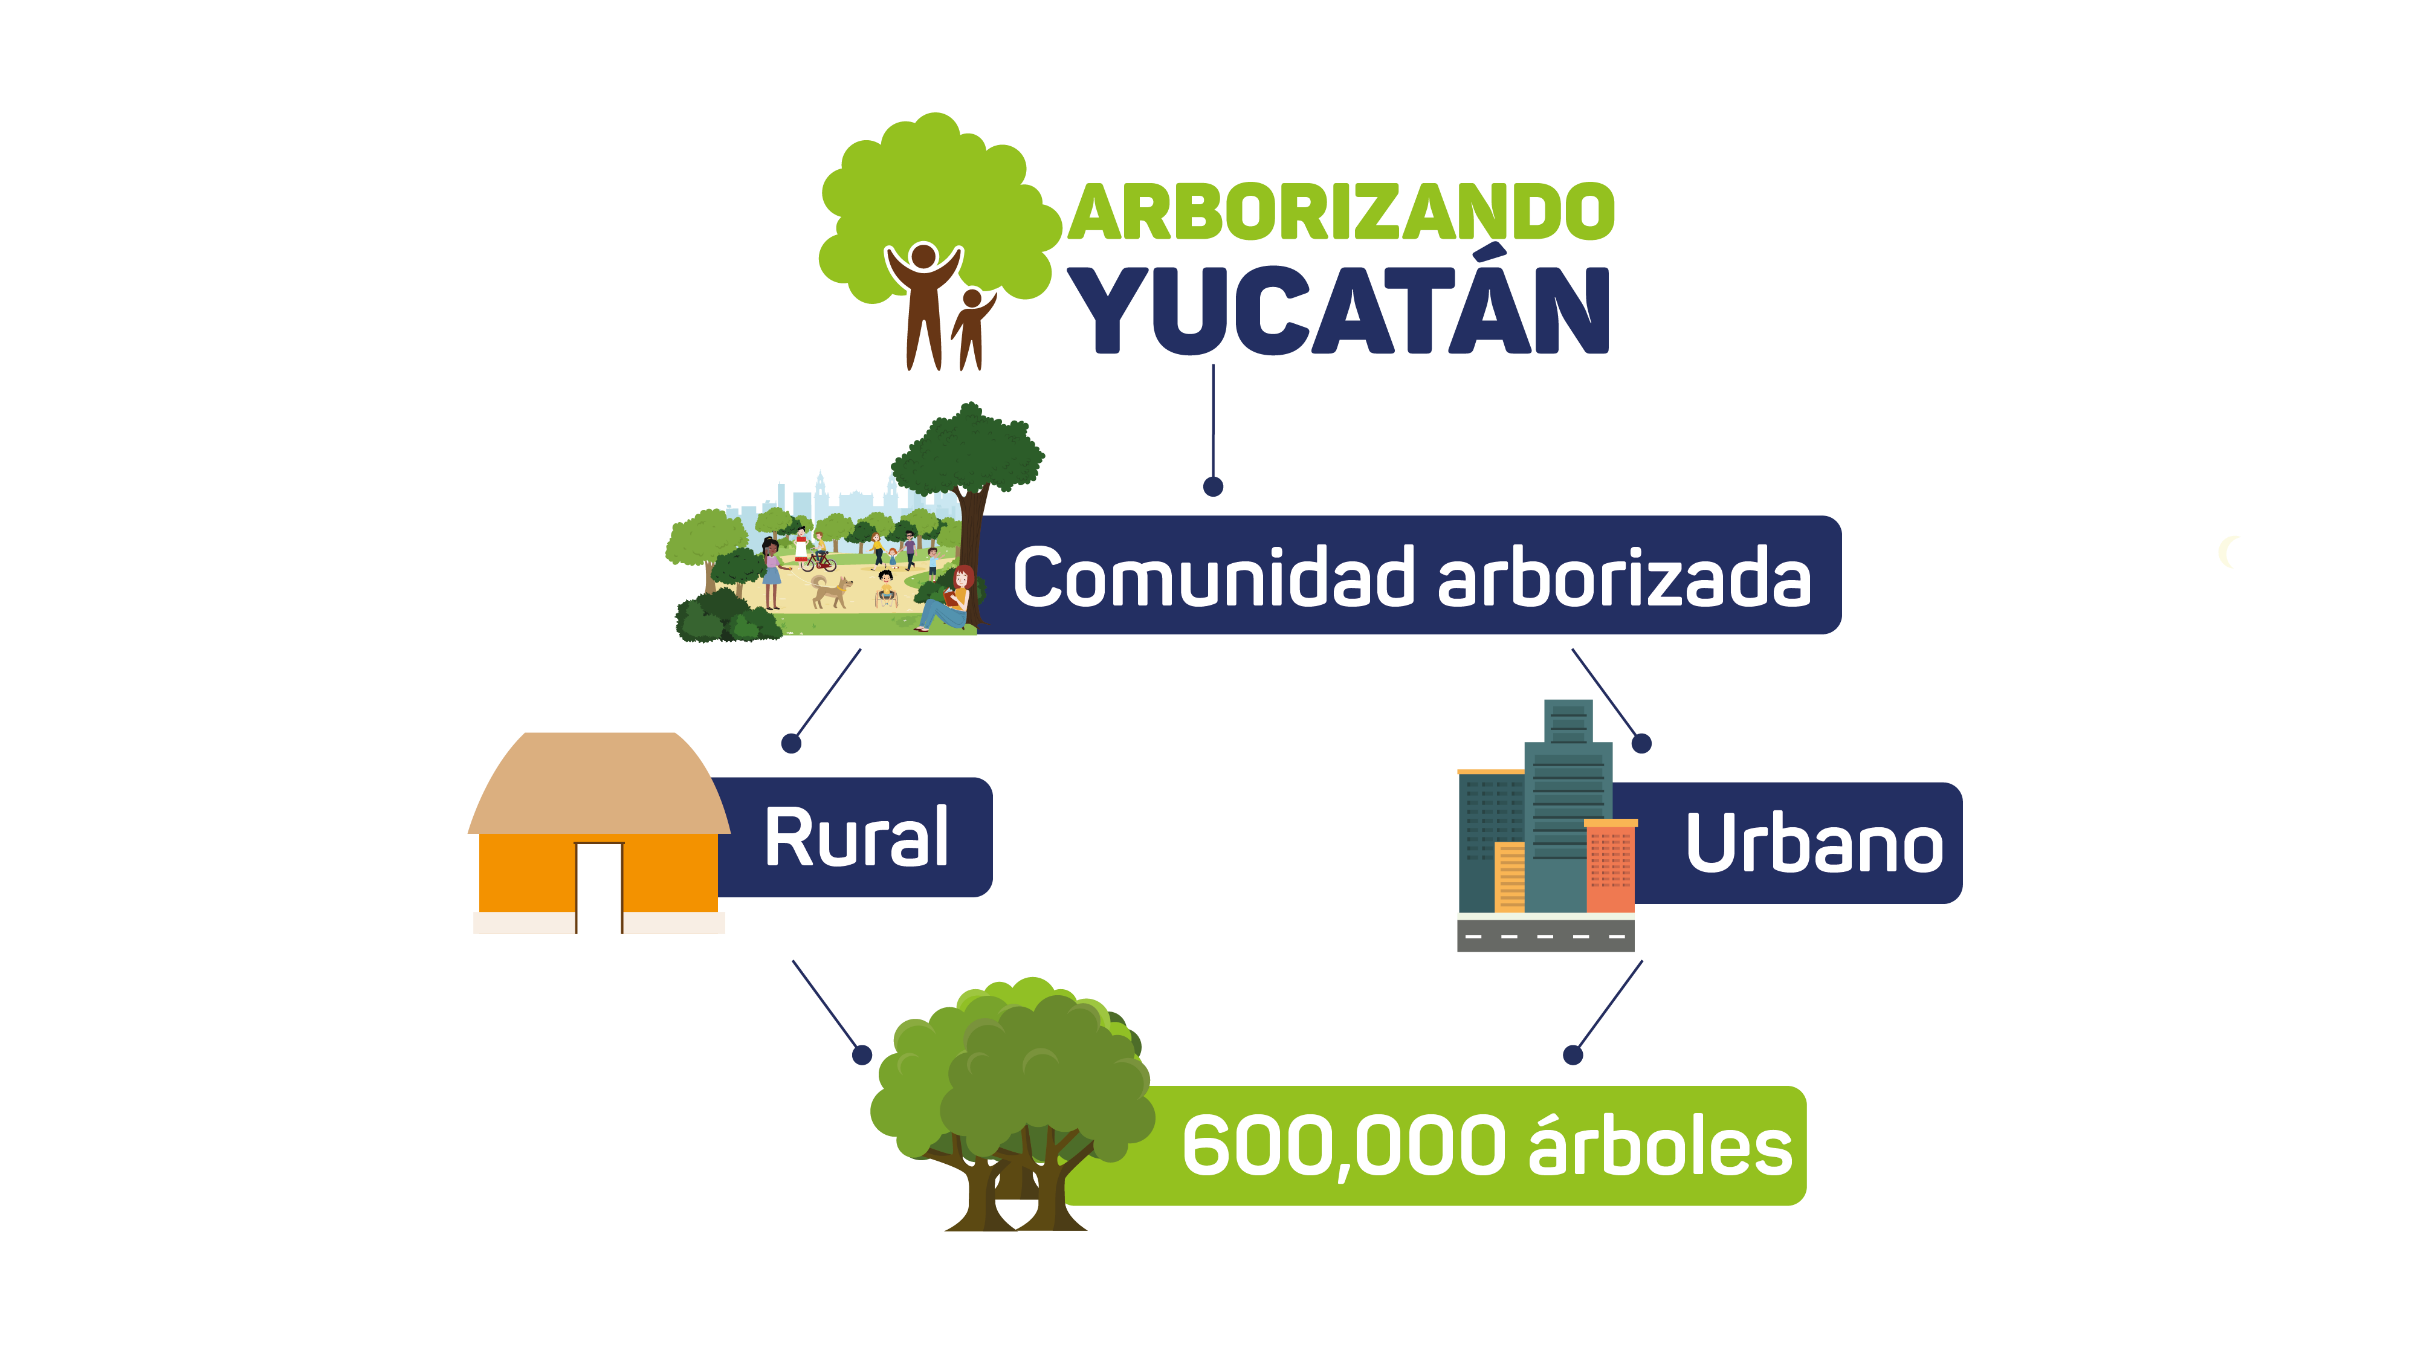 ARBORIZANDO
YUCATÁN
Comunidad arborizada
Rural
Urbano
600,000 árboles